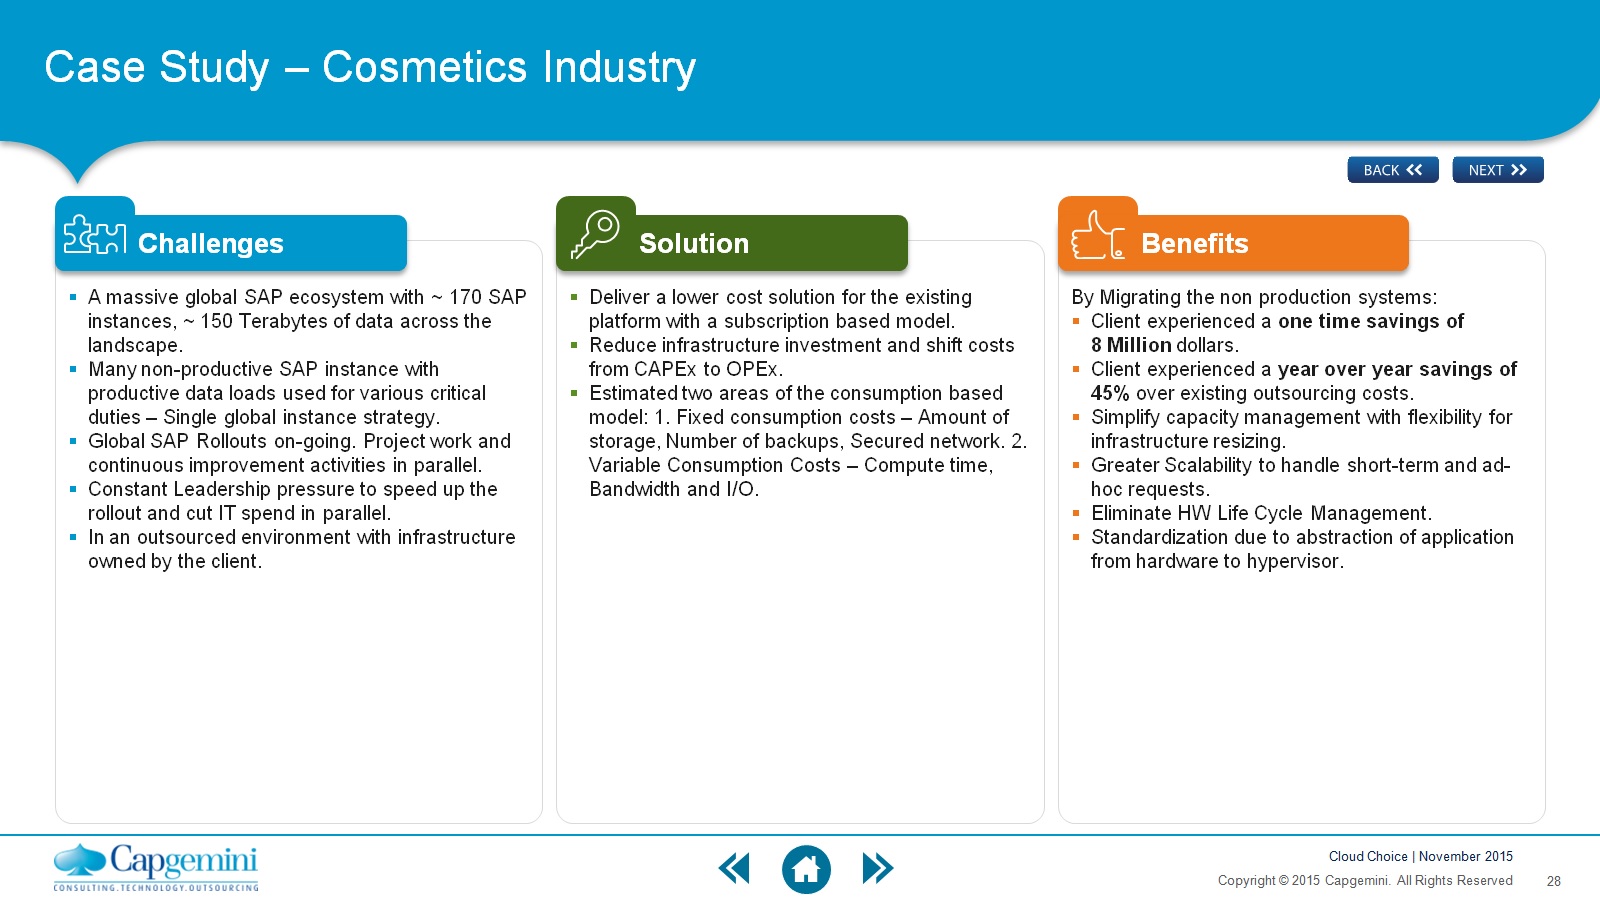 Case Study – Cosmetics Industry
BACK
NEXT
Challenges
A massive global SAP ecosystem with ~ 170 SAP
instances, ~ 150 Terabytes of data across the
landscape.
Many non-productive SAP instance with
productive data loads used for various critical
duties – Single global instance strategy.
Global SAP Rollouts on-going. Project work and
continuous improvement activities in parallel.
Constant Leadership pressure to speed up the
rollout and cut IT spend in parallel.
In an outsourced environment with infrastructure
owned by the client.
Solution
Deliver a lower cost solution for the existing
platform with a subscription based model.
Reduce infrastructure investment and shift costs
from CAPEx to OPEx.
Estimated two areas of the consumption based
model: 1. Fixed consumption costs – Amount of
storage, Number of backups, Secured network. 2.
Variable Consumption Costs – Compute time,
Bandwidth and I/O.
Benefits
By Migrating the non production systems:
Client experienced a one time savings of
8 Million dollars.
Client experienced a year over year savings of
45% over existing outsourcing costs.
Simplify capacity management with flexibility for
infrastructure resizing.
Greater Scalability to handle short-term and ad-
hoc requests.
Eliminate HW Life Cycle Management.
Standardization due to abstraction of application
from hardware to hypervisor.
Capgemini
CONSULTING.TECHNOLOGY.OUTSOURCING
Cloud Choice | November 2015
Copyright © 2015 Capgemini. All Rights Reserved
28